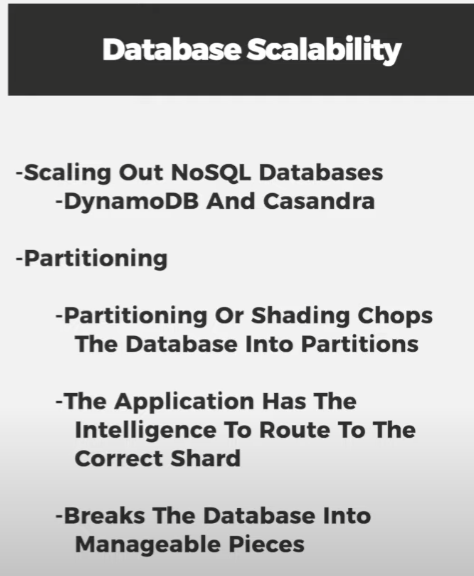 Database Scalability
-Scaling Out NoSQL Databases
-DynamoDB And Casandra
-Partitioning
-Partitioning Or Shading Chops
The Database Into Partitions
-The Application Has The
Intelligence To Route To The
Correct Shard
-Breaks The Database Into
Manageable Pieces